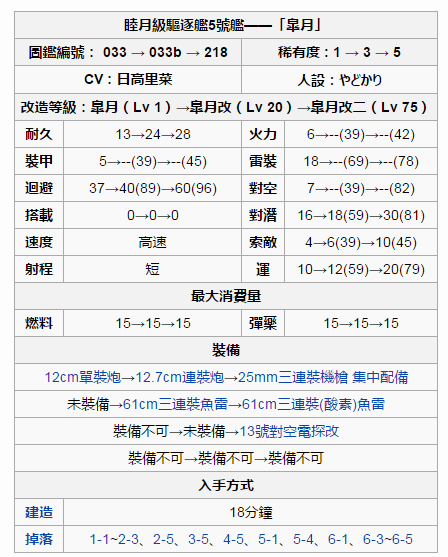 睦月級驅逐艦5號艦——「皐月」
圖鑑編號： 033 → 033b → 218 稀有度：1 → 3 → 5
CV：日高里菜 人設：やどかり
改造等級：皐月（Lv 1）→皐月改（Lv 20）→皐月改二（Lv 75）
耐久 13→24→28 火力 6→--(39)→--(42)
裝甲 5→--(39)→--(45) 雷裝 18→--(69)→--(78)
迴避 37→40(89)→60(96) 對空 7→--(39)→--(82)
搭載 0→0→0 對潛 16→18(59)→30(81)
速度 高速 索敵 4→6(39)→10(45)
射程 短 運 10→12(59)→20(79)
最大消費量
燃料 15→15→15 彈藥 15→15→15
裝備
12cm單裝炮→12.7cm連裝炮→25mm三連裝機槍 集中配備
未裝備→61cm三連裝魚雷→61cm三連裝(酸素)魚雷
裝備不可→未裝備→13號對空電探改
裝備不可→裝備不可→裝備不可
入手方式
建造 18分鐘
掉落 1-1~2-3、2-5、3-5、4-5、5-1、5-4、6-1、6-3~6-5